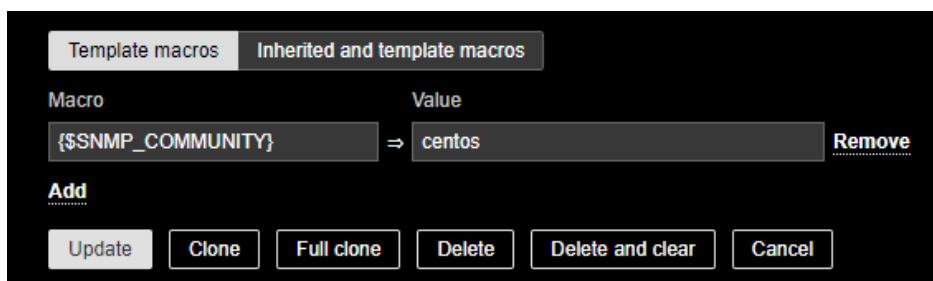 Template macros Inherited and template macros
Macro Value
{$SNMP_COMMUNITY} ⇒ centos Remove
Add
Update Clone Full clone Delete Delete and clear Cancel